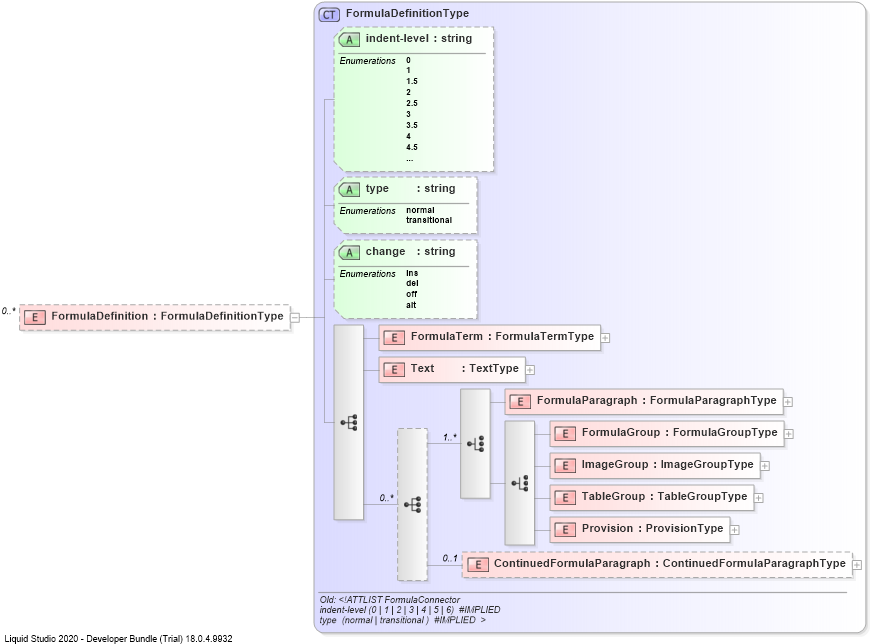 CT FormulaDefinitionType
A indent-level : string
Enumerations 0
1
1.5
2
2.5
3
3.5
4
4.5
...
A type : string
Enumerations normal
transitional
A change : string
Enumerations ins
del
off
alt
0..*
E FormulaDefinition : FormulaDefinitionType
E FormulaTerm : FormulaTermType
E Text : TextType
E FormulaParagraph : FormulaParagraphType
1..*
E FormulaGroup : FormulaGroupType
E ImageGroup : ImageGroupType
0..*
E TableGroup : TableGroupType
E Provision : ProvisionType
0..1
E ContinuedFormulaParagraph : ContinuedFormulaParagraphType
Old: <!ATTLIST FormulaConnector
indent-level (0 | 1 | 2 | 3 | 4 | 5 | 6) #IMPLIED
type (normal | transitional ) #IMPLIED >
Liquid Studio 2020 - Developer Bundle (Trial) 18.0.4.9932